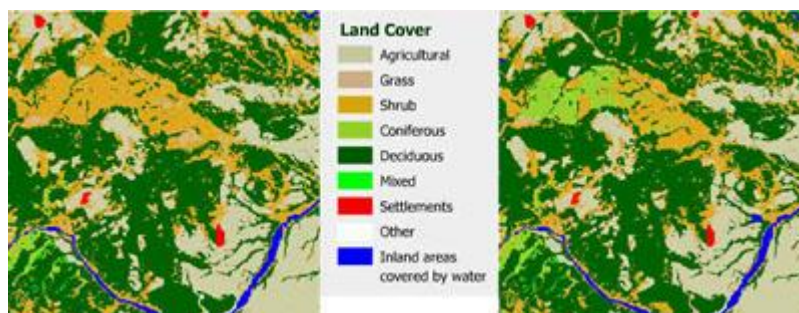 Land Cover
Agricultural
Grass
Shrub
Coniferous
Deciduous
Mixed
Settlements
Other
Inland areas
covered by water